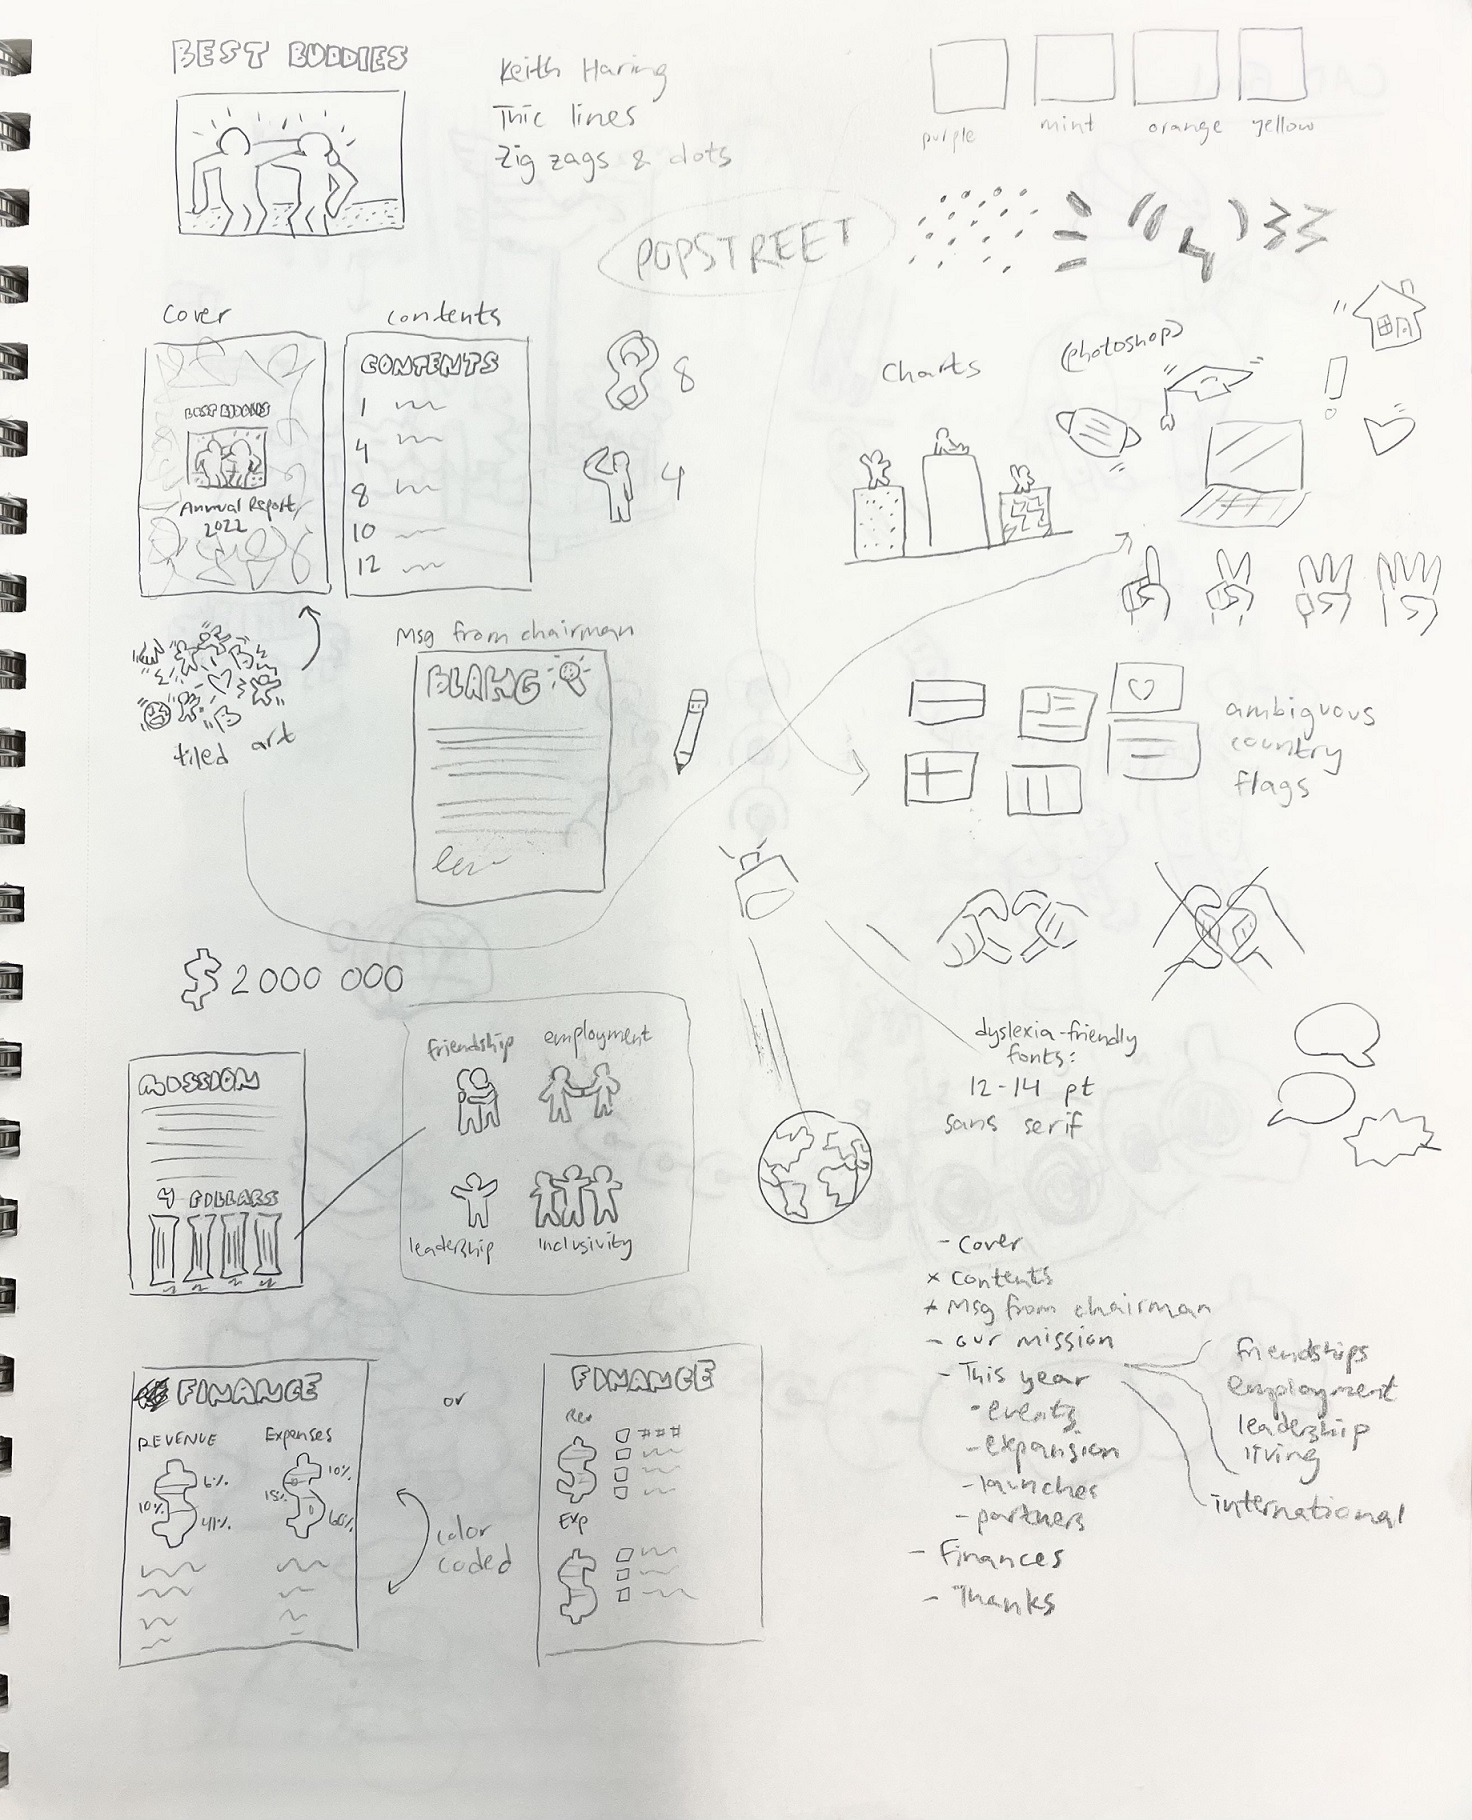 BEST BUDDIES
Keith Haring
Thic lines
Zig zags & dots
purple
mint
orange
yellow
POPSTREET
cover
BEST BUDDIES
Annual Report
2022
contents
CONTENTS
1
4
8
10
12
8
4
Charts
(photoshop)
tiled art
Msg from chairman
BLAHG
ambiguous
country
flags
$ 2000 000
MISSION
4 PILLARS
friendship
employment
leadership
inclusivity
dyslexia-friendly
fonts:
12-14 pt
sans serif
- Cover
x Contents
x Msg from chairman
- our mission
- This year
- events
- expansion
- launches
- partners
- Finances
- Thanks
friendships
employment
leadership
living
international
FINANCE
REVENUE
Expenses
6%
10%
41%
10%
15%
60%
or
color
coded
FINANCE
Rev
###
Exp